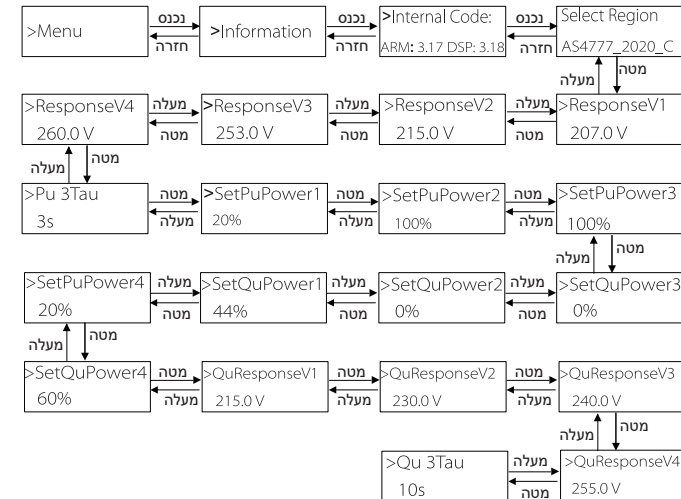 >Menu
נכנס
חזרה
>Information
נכנס
חזרה
>Internal Code:
ARM: 3.17 DSP: 3.18
נכנס
חזרה
Select Region
AS4777_2020_C
מטה
מעלה
>ResponseV4
260.0 V
מעלה
מטה
>ResponseV3
253.0 V
מעלה
מטה
>ResponseV2
215.0 V
מעלה
מטה
>ResponseV1
207.0 V
מטה
מעלה
>Pu 3Tau
3s
מטה
מעלה
>SetPuPower1
20%
מטה
מעלה
>SetPuPower2
100%
מטה
מעלה
>SetPuPower3
100%
מטה
מעלה
>SetPuPower4
20%
מעלה
מטה
>SetQuPower1
44%
מעלה
מטה
>SetQuPower2
0%
מעלה
מטה
>SetQuPower3
0%
מטה
מעלה
>SetQuPower4
60%
מטה
מעלה
>QuResponseV1
215.0 V
מטה
מעלה
>QuResponseV2
230.0 V
מטה
מעלה
>QuResponseV3
240.0 V
מטה
מעלה
>Qu 3Tau
10s
מעלה
מטה
>QuResponseV4
255.0 V